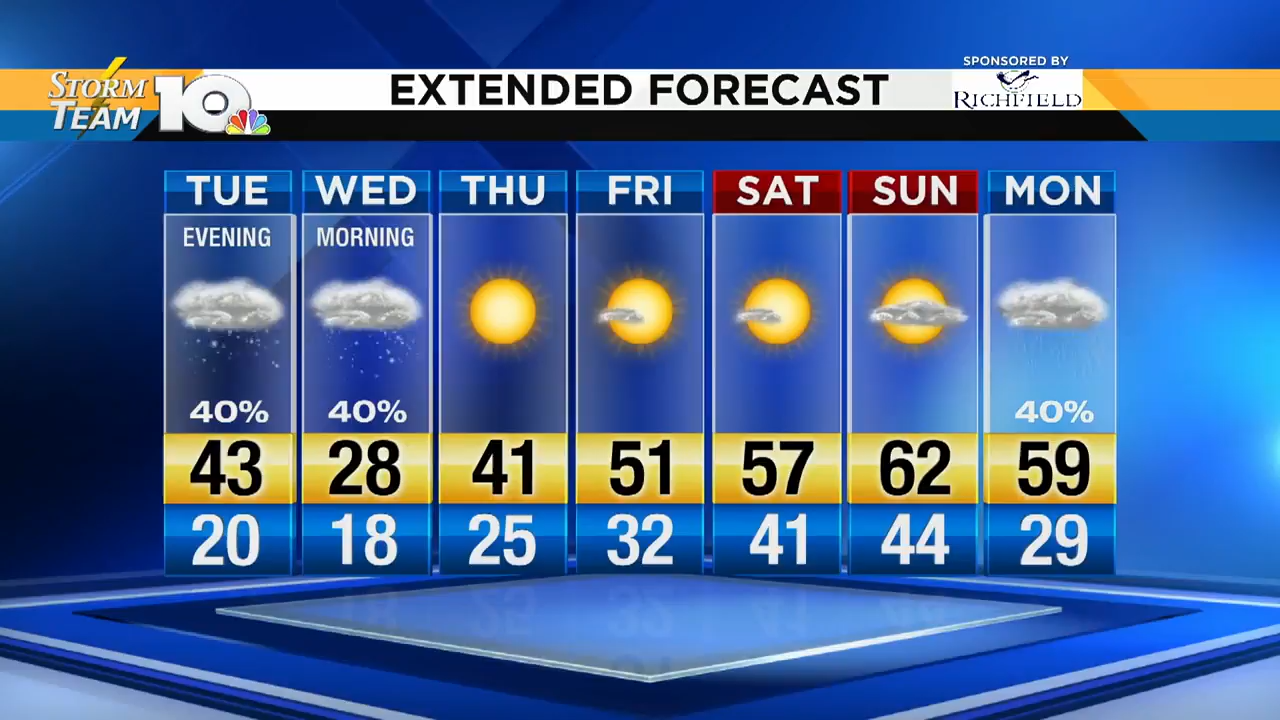 SPONSORED BY
STORM
TEAM 10
EXTENDED FORECAST
RICHFIELD
TUE WED THU FRI SAT SUN MON
EVENING MORNING
40% 40% 40%
43 28 41 51 57 62 59
20 18 25 32 41 44 29